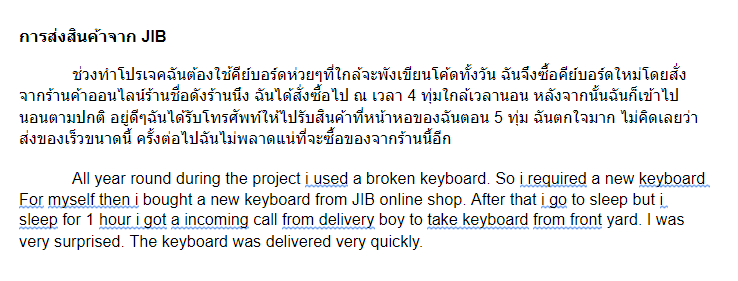 การส่งสินค้าจาก JIB
ช่วงทำโปรเจคฉันต้องใช้คีย์บอร์ดห่วยๆที่ใกล้จะพังเขียนโค้ดทั้งวัน ฉันจึงซื้อคีย์บอร์ดใหม่โดยสั่ง
จากร้านค้าออนไลน์ร้านชื่อดังร้านนึง ฉันได้สั่งซื้อไป ณ เวลา 4 ทุ่มใกล้เวลานอน หลังจากนั้นฉันก็เข้าไป
นอนตามปกติ อยู่ดีๆฉันได้รับโทรศัพท์ให้ไปรับสินค้าที่หน้าหอของฉันตอน 5 ทุ่ม ฉันตกใจมาก ไม่คิดเลยว่า
ส่งของเร็วขนาดนี้ ครั้งต่อไปฉันไม่พลาดแน่ที่จะซื้อของจากร้านนี้อีก
All year round during the project i used a broken keyboard. So i required a new keyboard
For myself then i bought a new keyboard from JIB online shop. After that i go to sleep but i
sleep for 1 hour i got a incoming call from delivery boy to take keyboard from front yard. I was
very surprised. The keyboard was delivered very quickly.